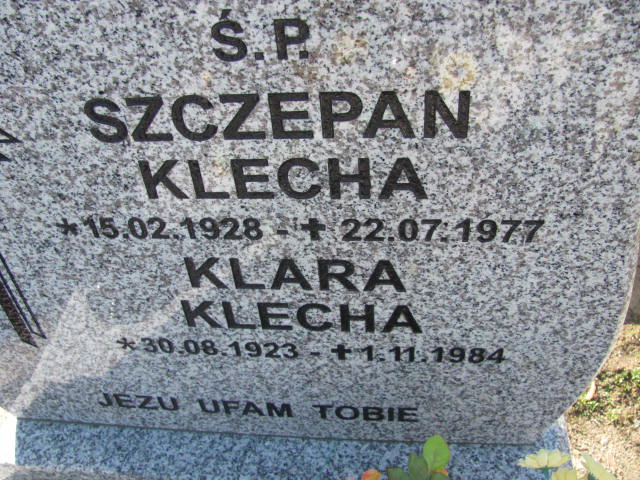 Ś.P.
SZCZEPAN
KLECHA
*15.02.1928 - ✝ 22.07.1977
KLARA
KLECHA
*30.08.1923 - ✝1.11.1984
JEZU UFAM TOBIE